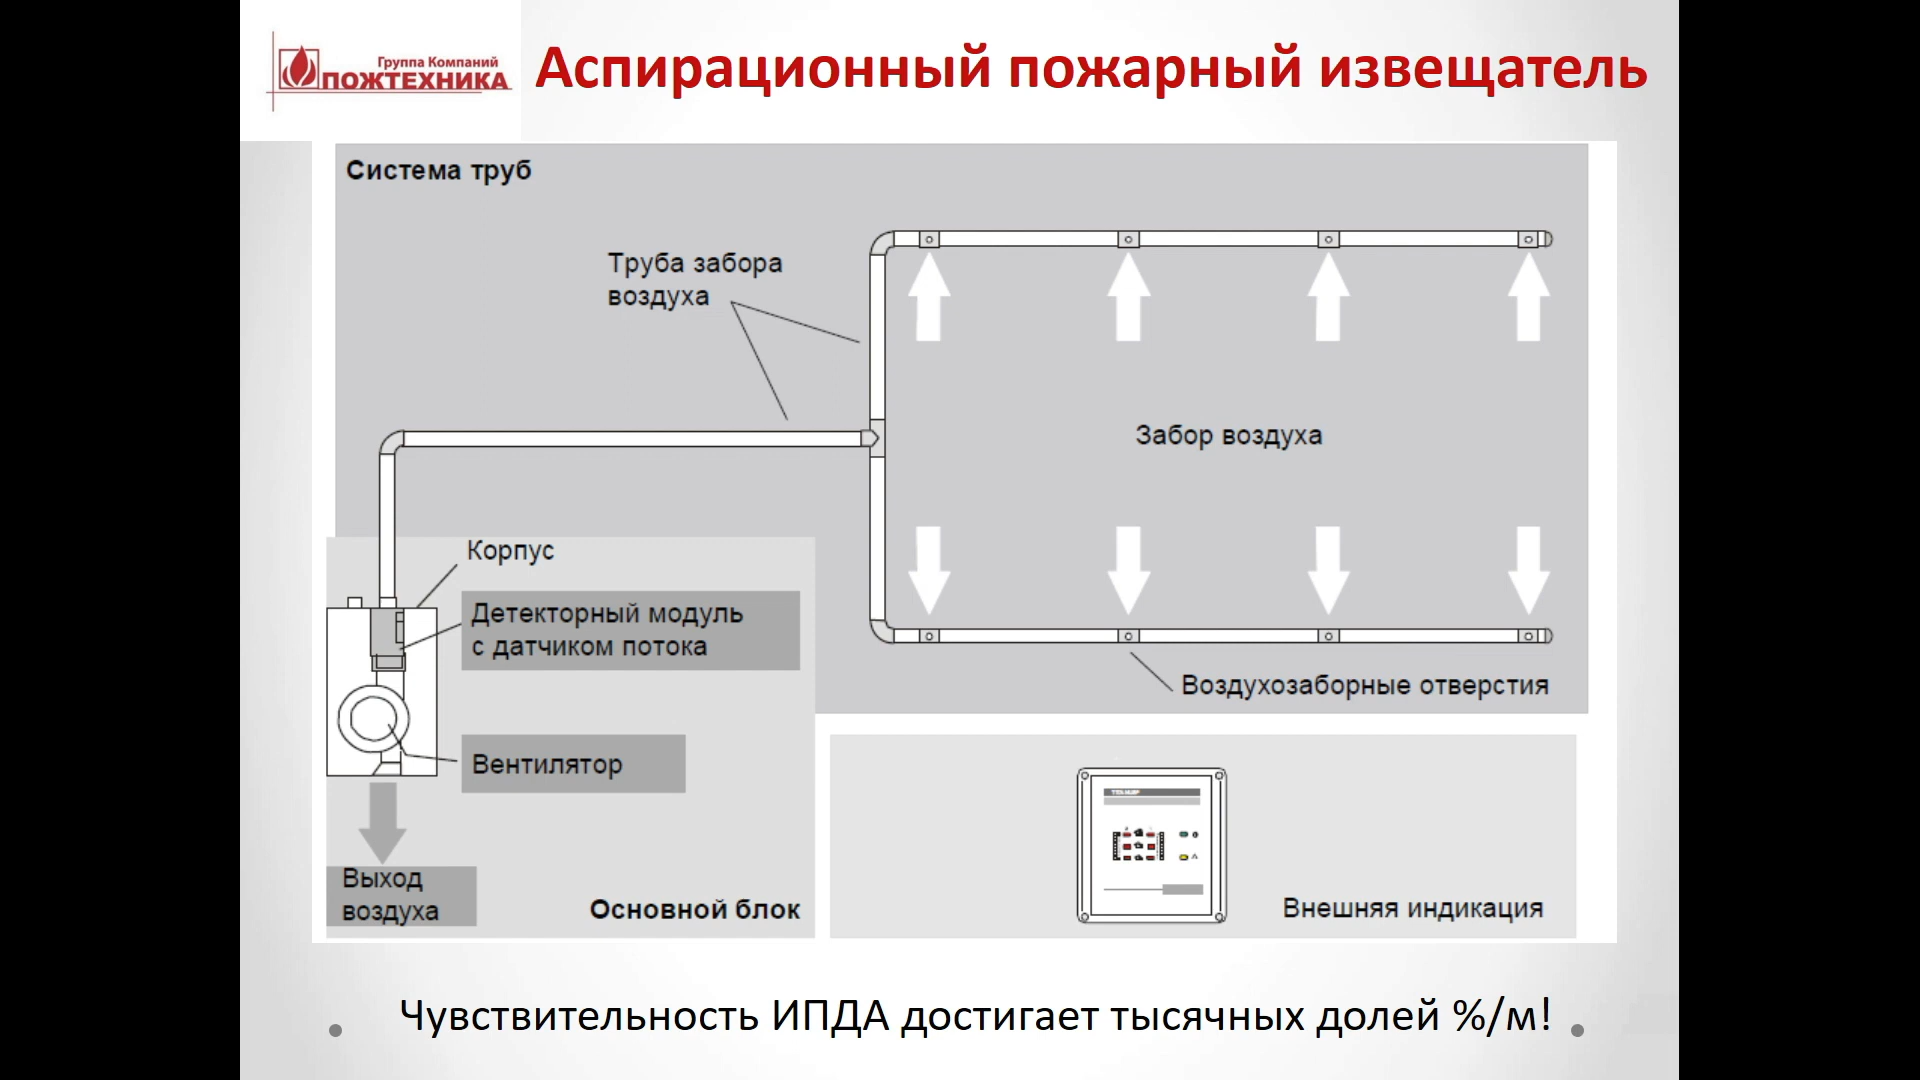 Группа Компаний
ПОЖТЕХНИКА
Аспирационный пожарный извещатель
Система труб
Труба забора
воздуха
Забор воздуха
Корпус
Детекторный модуль
с датчиком потока
Воздухозаборные отверстия
Вентилятор
Выход
воздуха
Основной блок
Внешняя индикация
Чувствительность ИПДА достигает тысячных долей %/м!